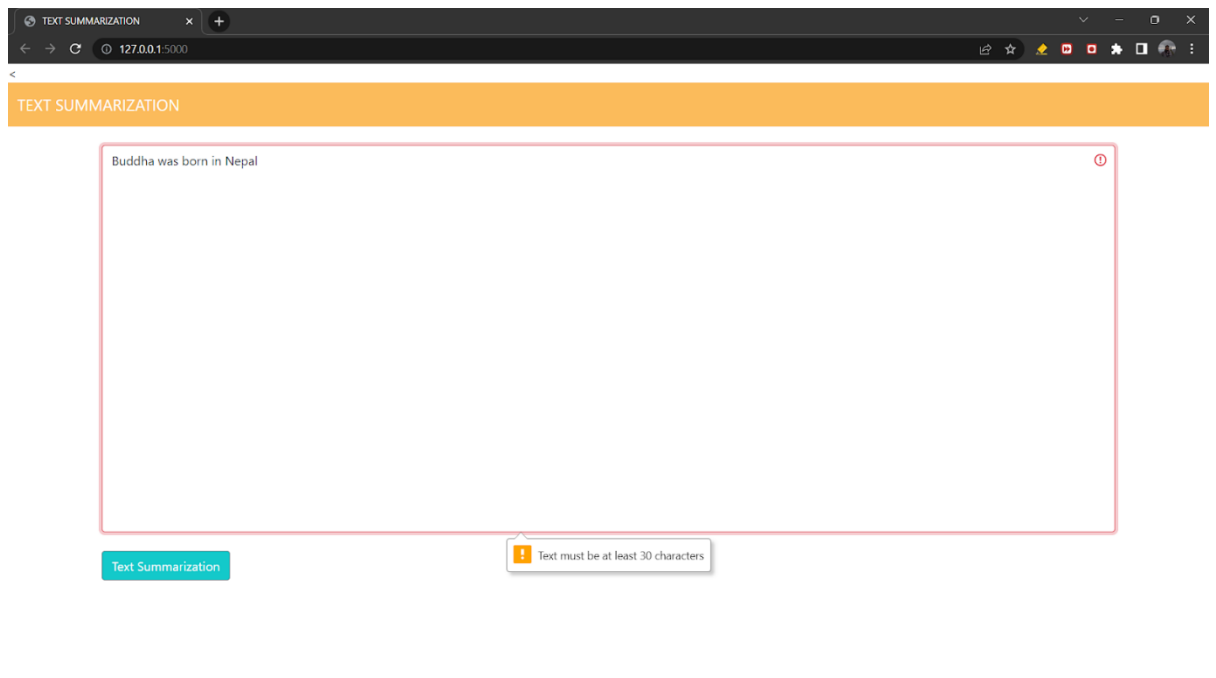 TEXT SUMMARIZATION
127.0.0.1:5000
<
TEXT SUMMARIZATION
Buddha was born in Nepal
Text must be at least 30 characters
Text Summarization